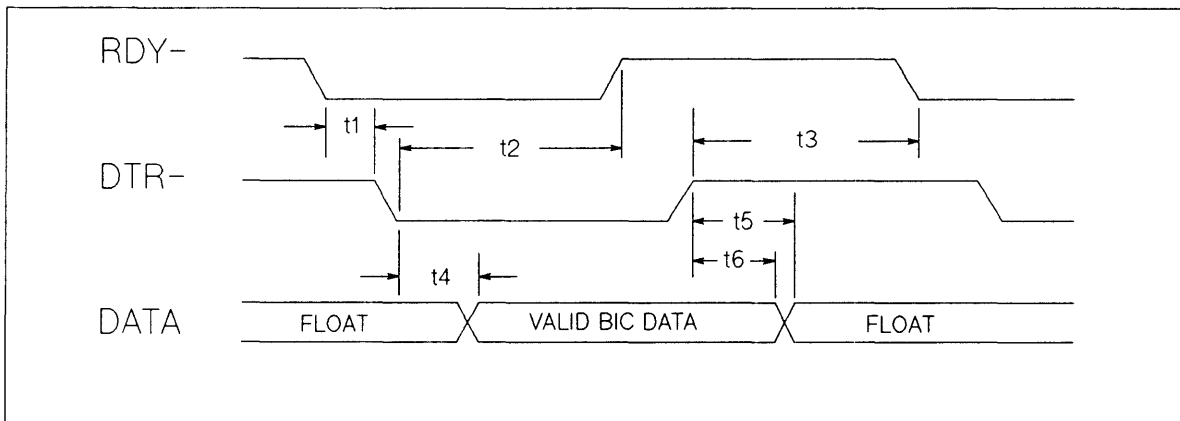 RDY-
t1
t2
t3
DTR-
t5
t6
t4
DATA
FLOAT
VALID BIC DATA
FLOAT